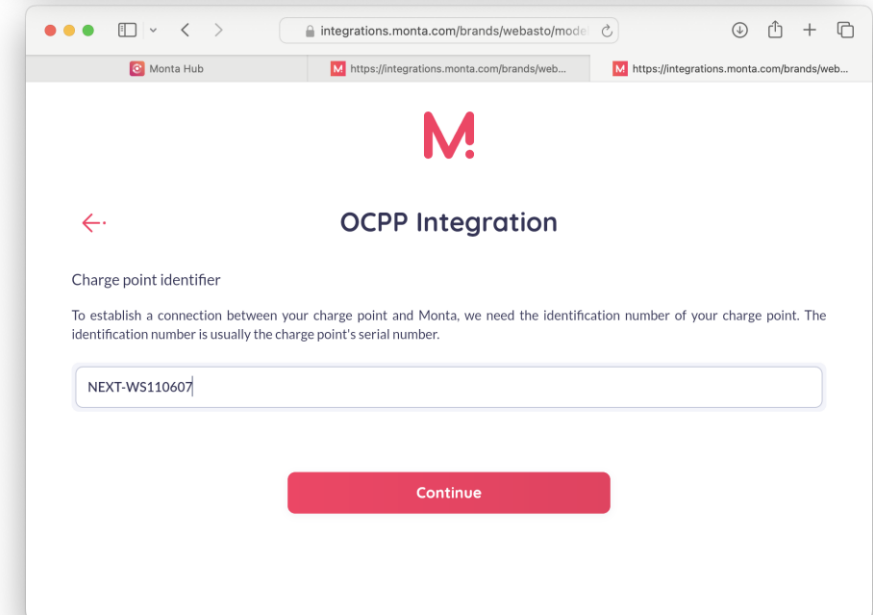 integrations.monta.com/brands/webasto/mode
Monta Hub
https://integrations.monta.com/brands/web...
https://integrations.monta.com/brands/web...
OCPP Integration
Charge point identifier
To establish a connection between your charge point and Monta, we need the identification number of your charge point. The
identification number is usually the charge point's serial number.
NEXT-WS110607
Continue